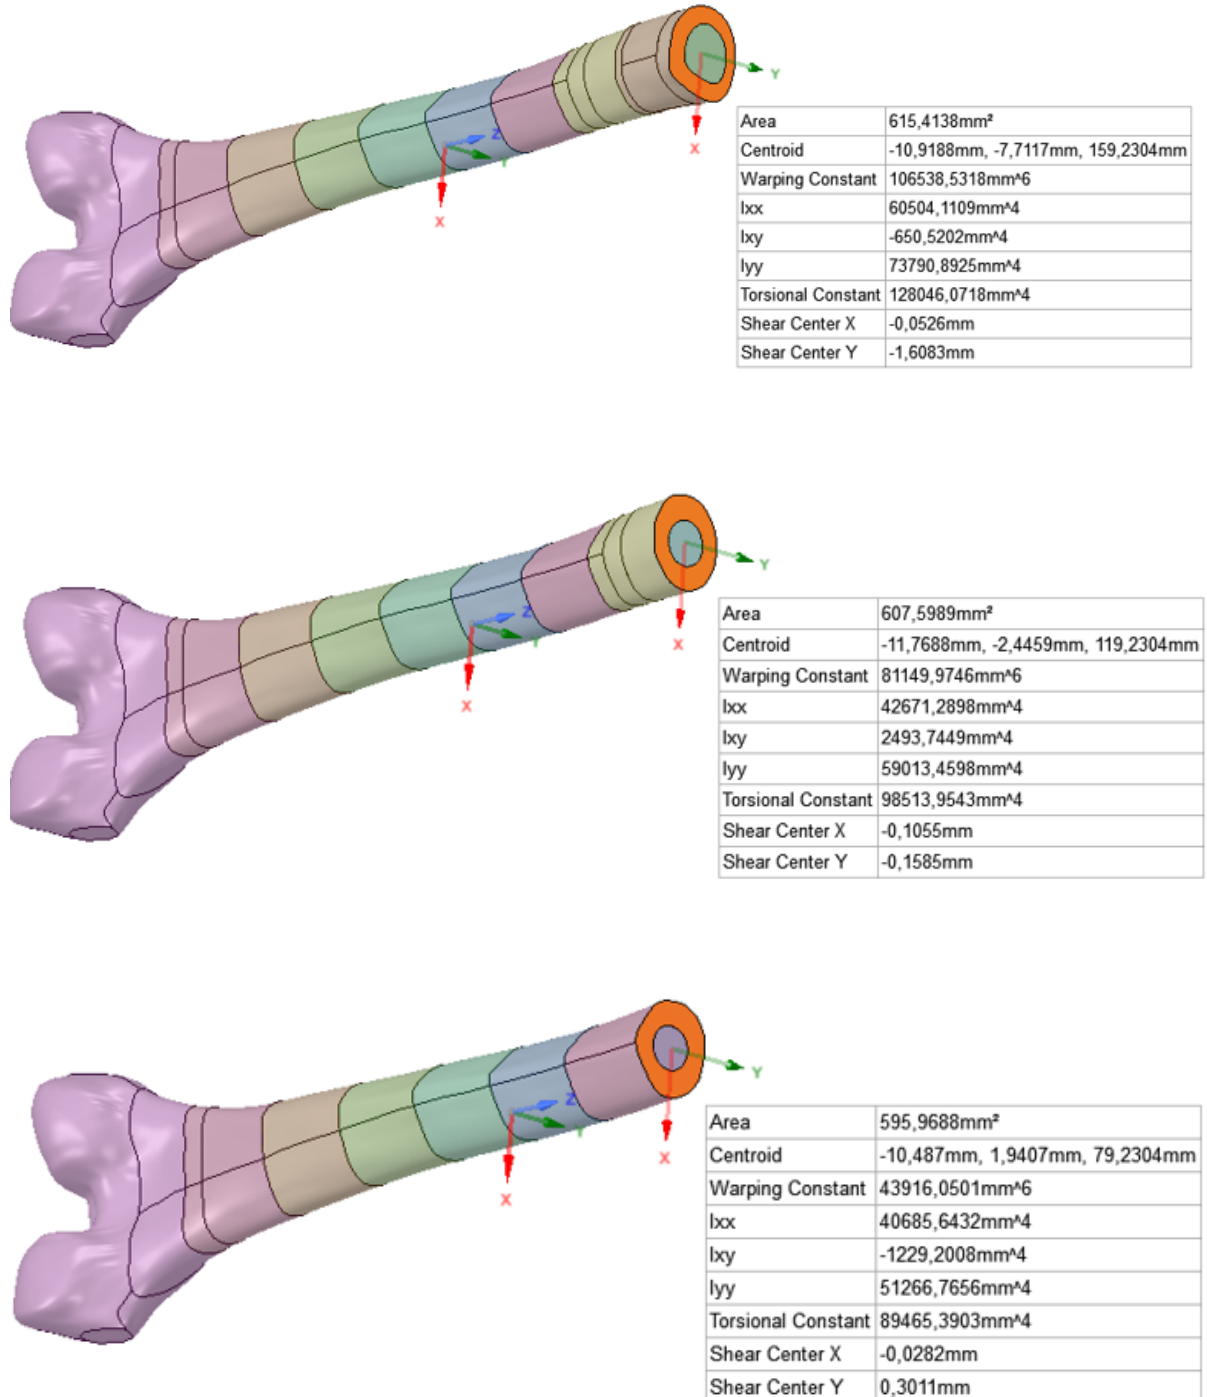 Y
Z
Y
X
X
Area 615,4138mm²
Centroid -10,9188mm, -7,7117mm, 159,2304mm
Warping Constant 106538,5318mm^6
Ixx 60504,1109mm^4
Ixy -650,5202mm^4
Iyy 73790,8925mm^4
Torsional Constant 128046,0718mm^4
Shear Center X -0,0526mm
Shear Center Y -1,6083mm
Y
Z
Y
X
X
Area 607,5989mm²
Centroid -11,7688mm, -2,4459mm, 119,2304mm
Warping Constant 81149,9746mm^6
Ixx 42671,2898mm^4
Ixy 2493,7449mm^4
Iyy 59013,4598mm^4
Torsional Constant 98513,9543mm^4
Shear Center X -0,1055mm
Shear Center Y -0,1585mm
Y
Z
Y
X
X
Area 595,9688mm²
Centroid -10,487mm, 1,9407mm, 79,2304mm
Warping Constant 43916,0501mm^6
Ixx 40685,6432mm^4
Ixy -1229,2008mm^4
Iyy 51266,7656mm^4
Torsional Constant 89465,3903mm^4
Shear Center X -0,0282mm
Shear Center Y 0,3011mm